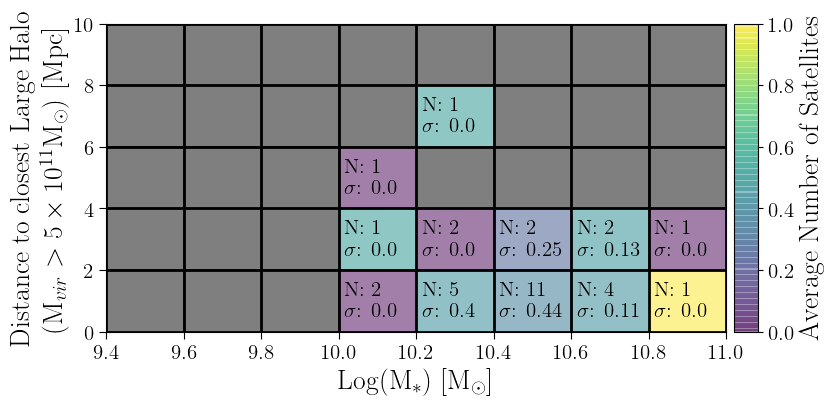 Distance to closest Large Halo
(M_vir > 5 × 10^11 M_⊙) [Mpc]
10
8
6
4
2
0
N: 1
σ: 0.0
N: 1
σ: 0.0
N: 1
σ: 0.0
N: 2
σ: 0.0
N: 2
σ: 0.25
N: 2
σ: 0.13
N: 1
σ: 0.0
N: 2
σ: 0.0
N: 5
σ: 0.4
N: 11
σ: 0.44
N: 4
σ: 0.11
N: 1
σ: 0.0
9.4 9.6 9.8 10.0 10.2 10.4 10.6 10.8 11.0
Log(M_*) [M_⊙]
1.0
0.8
0.6
0.4
0.2
0.0
Average Number of Satellites